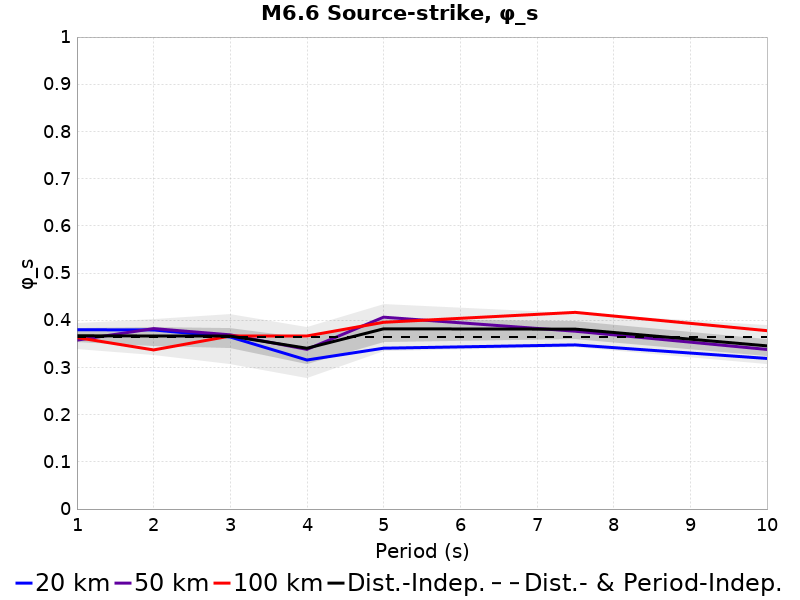 M6.6 Source-strike, φ_s
1
0.9
0.8
0.7
0.6
0.5
0.4
0.3
0.2
0.1
0
φ_s
1 2 3 4 5 6 7 8 9 10
Period (s)
20 km 50 km 100 km Dist.-Indep. Dist.- & Period-Indep.